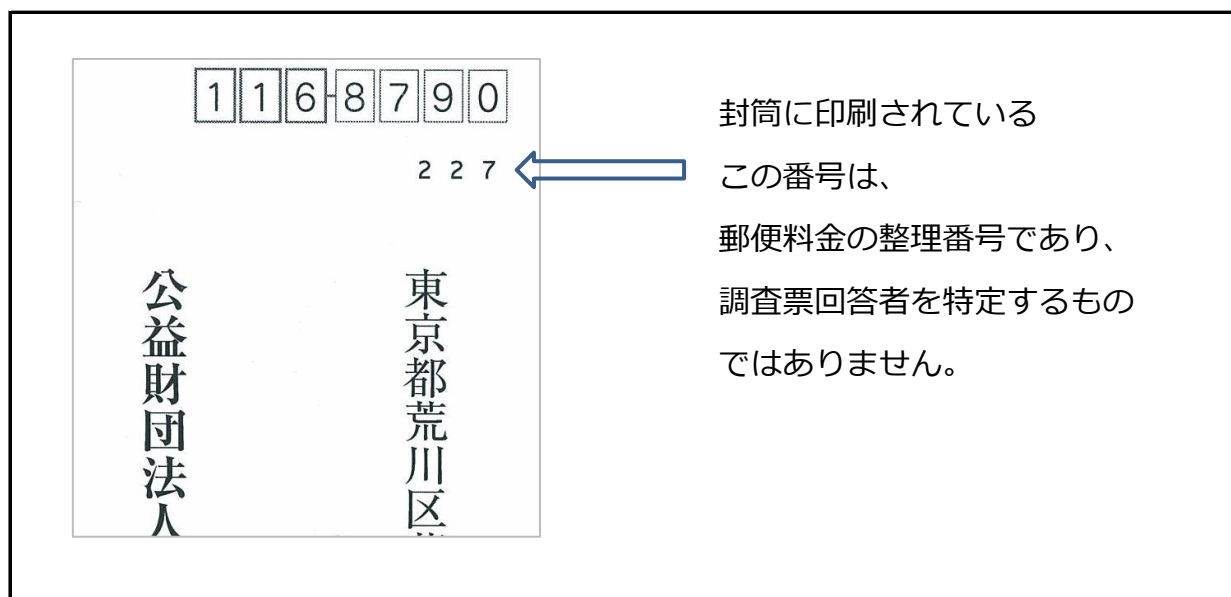 116-8790
227
東京都荒川区
公益財団法人
封筒に印刷されている
この番号は、
郵便料金の整理番号であり、
調査票回答者を特定するもの
ではありません。